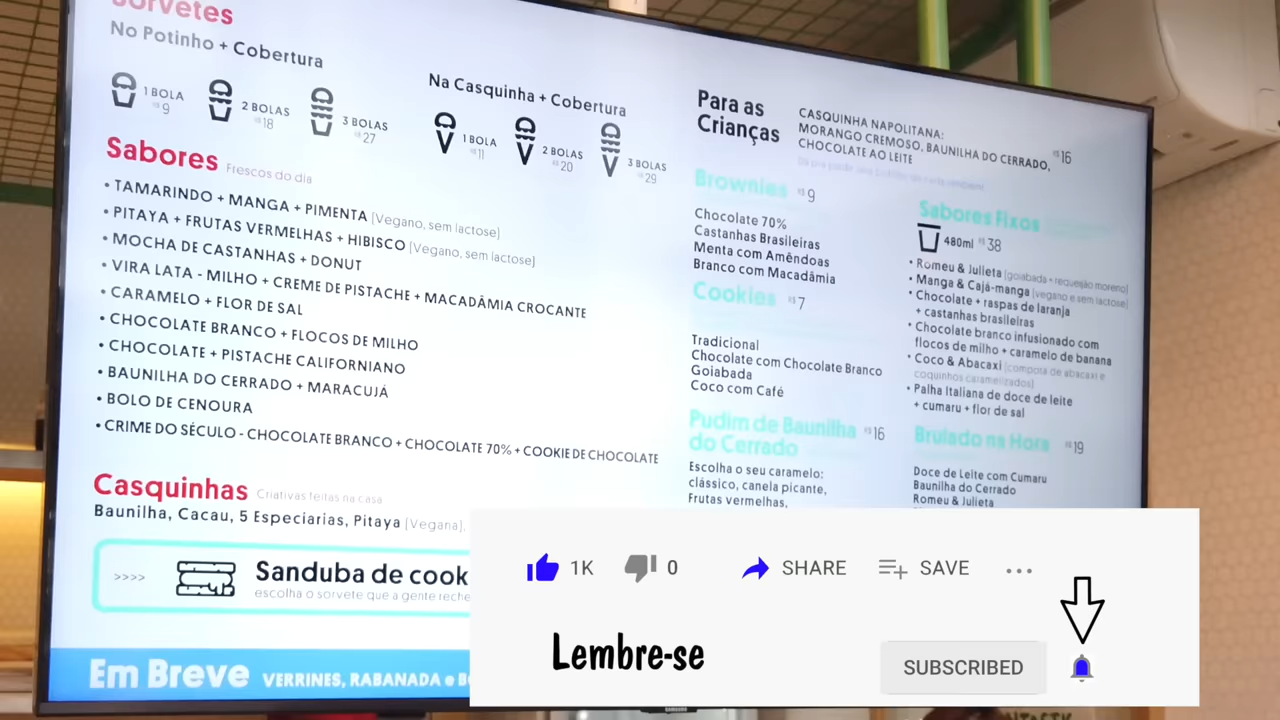 Sorvetes
No Potinho + Cobertura
1 BOLA
R$ 9
2 BOLAS
R$ 18
3 BOLAS
R$ 27
Na Casquinha + Cobertura
1 BOLA
R$ 11
2 BOLAS
R$ 20
3 BOLAS
R$ 29
Sabores Frescos do dia
• TAMARINDO + MANGA + PIMENTA [Vegano, sem lactose]
• PITAYA + FRUTAS VERMELHAS + HIBISCO [Vegano, sem lactose]
• MOCHA DE CASTANHAS + DONUT
• VIRA LATA - MILHO + CREME DE PISTACHE + MACADÂMIA CROCANTE
• CARAMELO + FLOR DE SAL
• CHOCOLATE BRANCO + FLOCOS DE MILHO
• CHOCOLATE + PISTACHE CALIFORNIANO
• BAUNILHA DO CERRADO + MARACUJÁ
• BOLO DE CENOURA
• CRIME DO SÉCULO - CHOCOLATE BRANCO + CHOCOLATE 70% + COOKIE DE CHOCOLATE
Casquinhas Criativas feitas na casa
Baunilha, Cacau, 5 Especiarias, Pitaya [Vegana],
>>>> Sanduba de cook
escolha o sorvete que a gente reche
Em Breve VERRINES, RABANADA e
Para as
Crianças
CASQUINHA NAPOLITANA:
MORANGO CREMOSO, BAUNILHA DO CERRADO,
CHOCOLATE AO LEITE
R$ 16
Brownies R$ 9
Chocolate 70%
Castanhas Brasileiras
Menta com Amêndoas
Branco com Macadâmia
Cookies R$ 7
Tradicional
Chocolate com Chocolate Branco
Goiabada
Coco com Café
Pudim de Baunilha
do Cerrado R$ 16
Escolha o seu caramelo:
clássico, canela picante,
Frutas vermelhas,
Sabores Fixos
480ml R$ 38
• Romeu & Julieta [goiabada + requeijão moreno]
• Manga & Cajá-manga [vegano e sem lactose]
• Chocolate + raspas de laranja
+ castanhas brasileiras
• Chocolate branco infusionado com
flocos de milho + caramelo de banana
• Coco & Abacaxi [compota de abacaxi e
coquinhos caramelizados]
• Palha Italiana de doce de leite
+ cumaru + flor de sal
Brulado na Hora R$ 19
Doce de Leite com Cumaru
Baunilha do Cerrado
Romeu & Julieta
1K 0 SHARE SAVE
Lembre-se
SUBSCRIBED
SAMSUNG